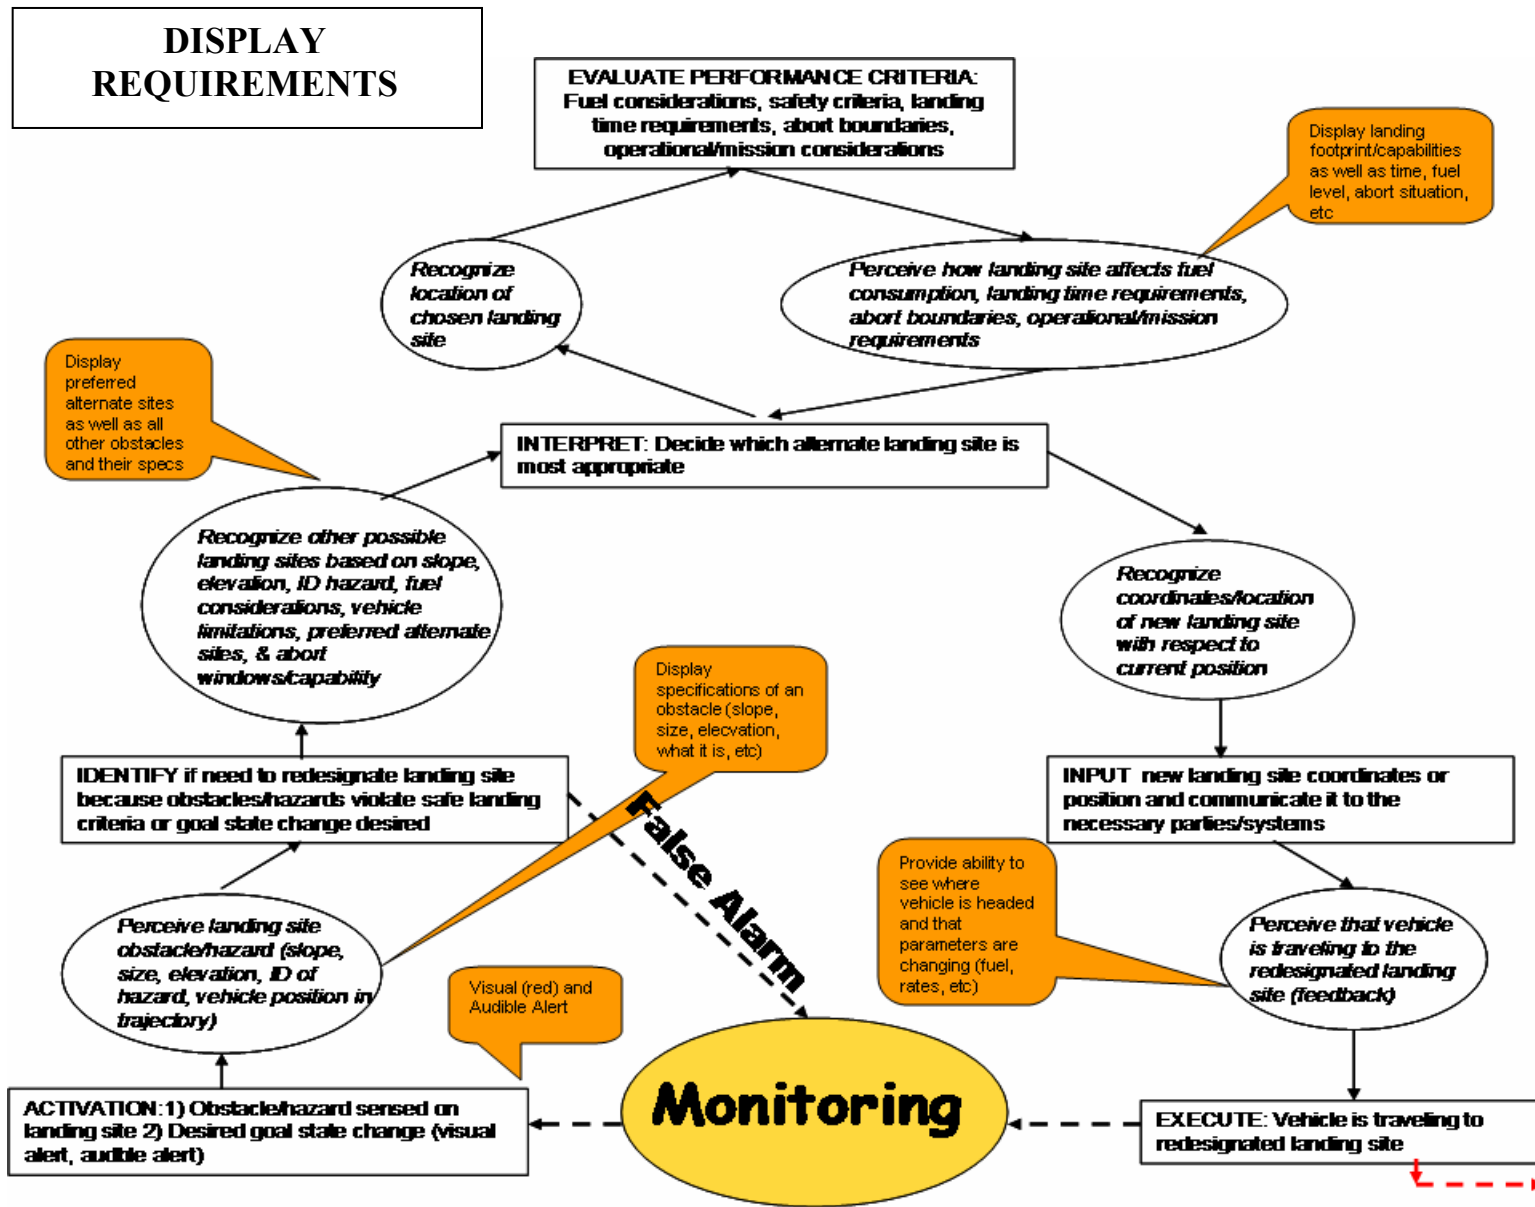 DISPLAY
REQUIREMENTS
EVALUATE PERFORMANCE CRITERIA:
Fuel considerations, safety criteria, landing
time requirements, abort boundaries,
operational/mission considerations
Display landing
footprint/capabilities
as well as time, fuel
level, abort situation,
etc
Recognize
location of
chosen landing
site
Perceive how landing site affects fuel
consumption, landing time requirements,
abort boundaries, operational/mission
requirements
Display
preferred
alternate sites
as well as all
other obstacles
and their specs
INTERPRET: Decide which alternate landing site is
most appropriate
Recognize other possible
landing sites based on slope,
elevation, ID hazard, fuel
considerations, vehicle
limitations, preferred alternate
sites, & abort
windows/capability
Recognize
coordinates/location
of new landing site
with respect to
current position
Display
specifications of an
obstacle (slope,
size, elecvation,
what it is, etc)
IDENTIFY if need to redesignate landing site
because obstacles/hazards violate safe landing
criteria or goal state change desired
INPUT new landing site coordinates or
position and communicate it to the
necessary parties/systems
False Alarm
Provide ability to
see where
vehicle is headed
and that
parameters are
changing (fuel,
rates, etc)
Perceive landing site
obstacle/hazard (slope,
size, elevation, ID of
hazard, vehicle position in
trajectory)
Perceive that vehicle
is traveling to the
redesignated landing
site (feedback)
Visual (red) and
Audible Alert
Monitoring
ACTIVATION:1) Obstacle/hazard sensed on
landing site 2) Desired goal state change (visual
alert, audible alert)
EXECUTE: Vehicle is traveling to
redesignated landing site